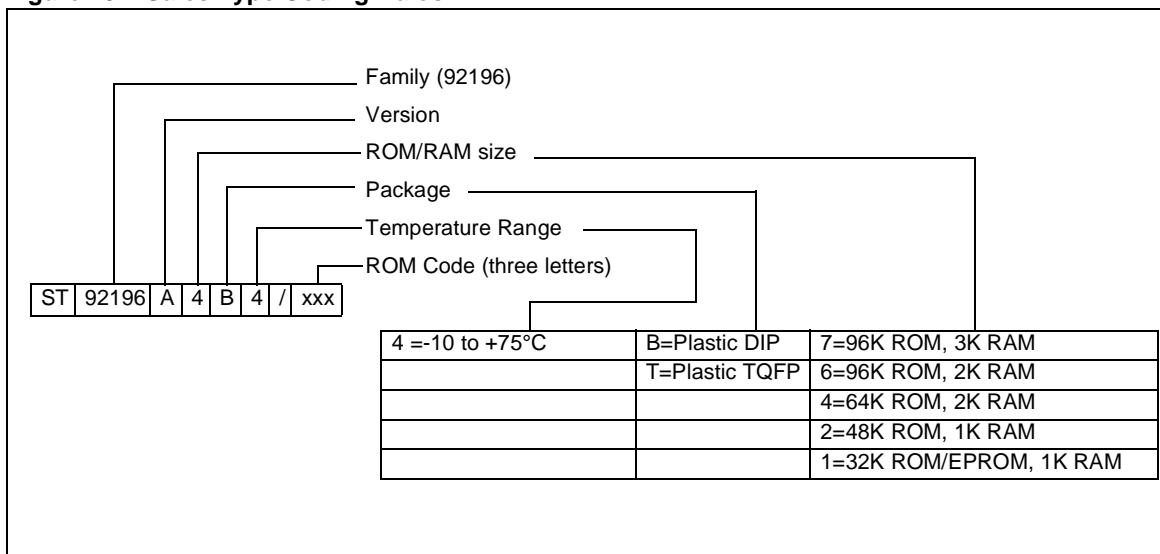 Family (92196)
Version
ROM/RAM size
Package
Temperature Range
ROM Code (three letters)
ST 92196 A 4 B 4 / xxx
4 =-10 to +75°C B=Plastic DIP 7=96K ROM, 3K RAM
T=Plastic TQFP 6=96K ROM, 2K RAM
4=64K ROM, 2K RAM
2=48K ROM, 1K RAM
1=32K ROM/EPROM, 1K RAM